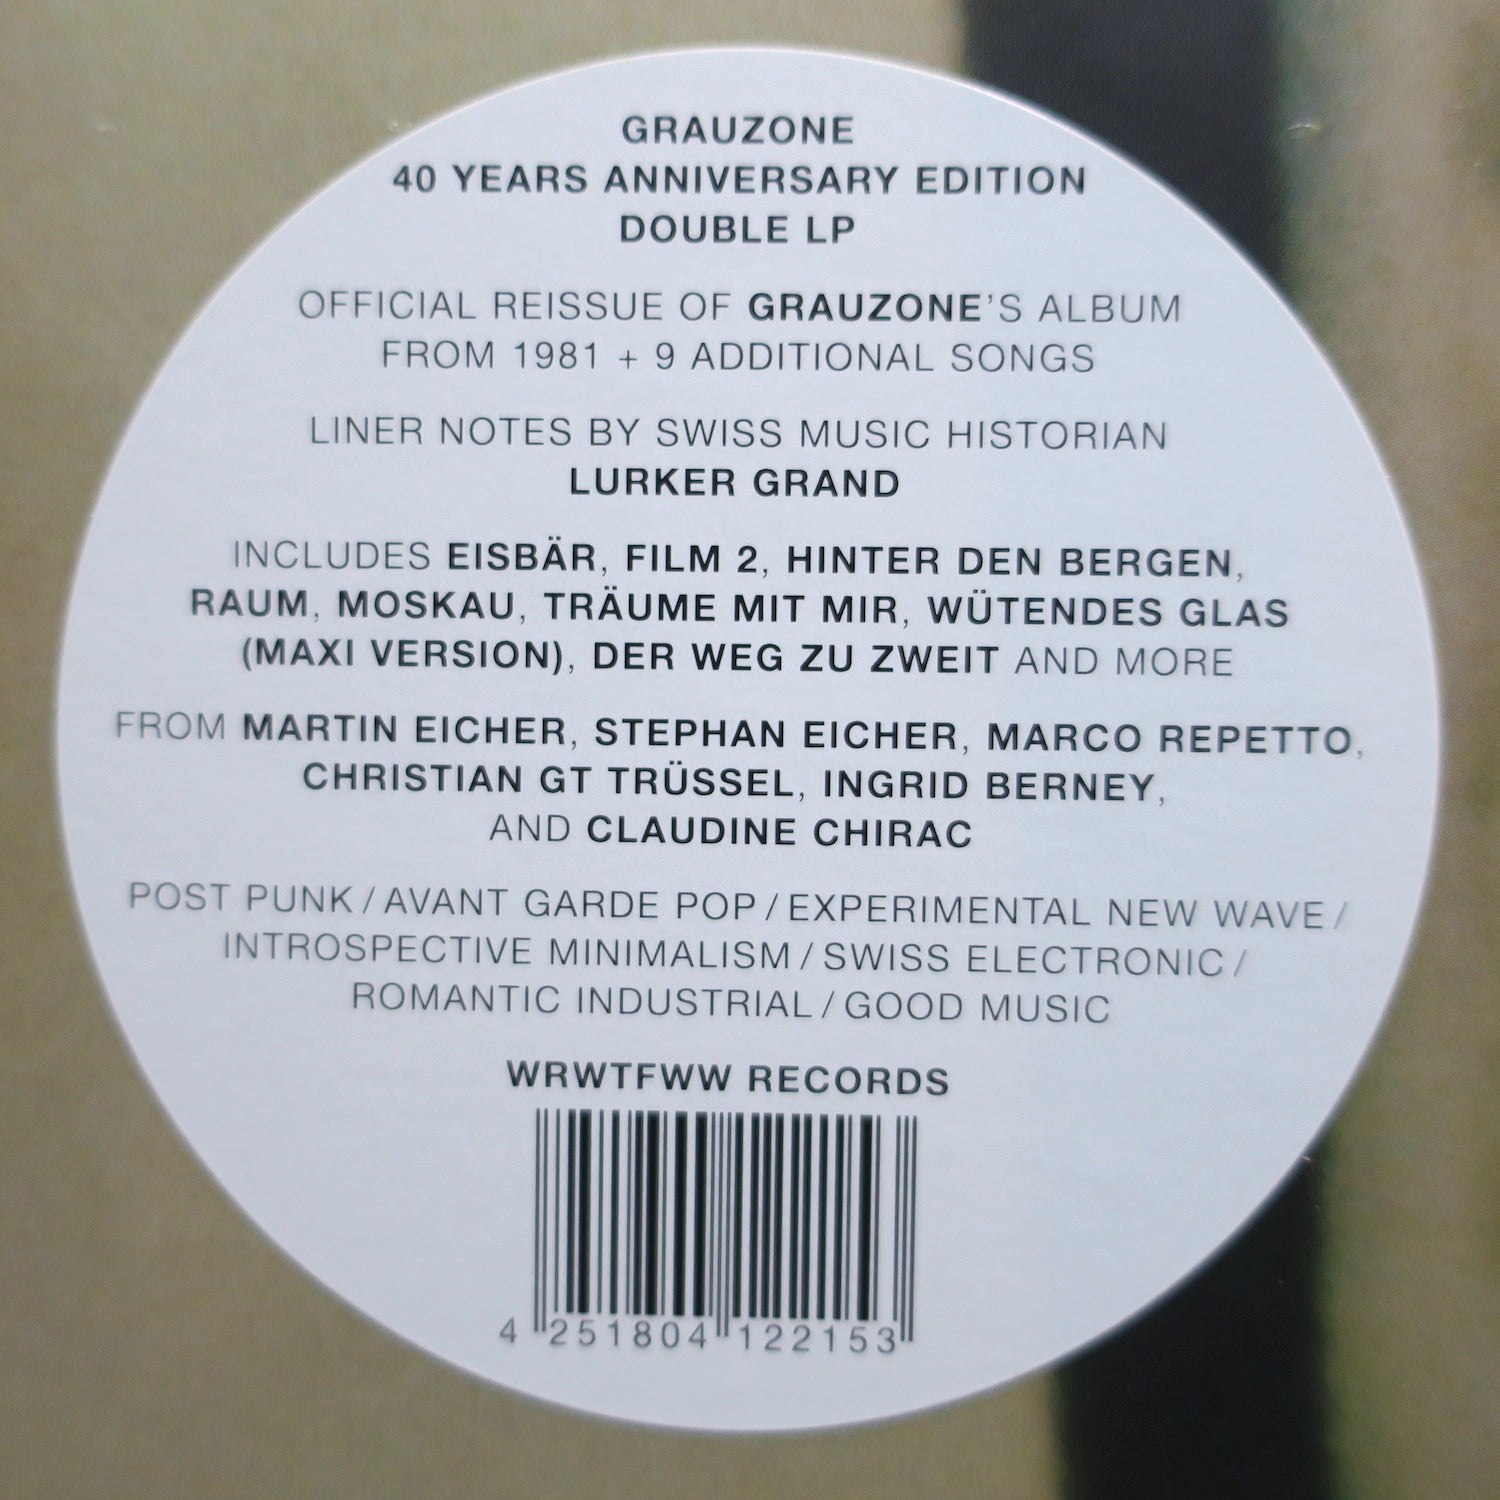 GRAUZONE
40 YEARS ANNIVERSARY EDITION
DOUBLE LP
OFFICIAL REISSUE OF GRAUZONE'S ALBUM
FROM 1981 + 9 ADDITIONAL SONGS
LINER NOTES BY SWISS MUSIC HISTORIAN
LURKER GRAND
INCLUDES EISBÄR, FILM 2, HINTER DEN BERGEN,
RAUM, MOSKAU, TRÄUME MIT MIR, WÜTENDES GLAS
(MAXI VERSION), DER WEG ZU ZWEIT AND MORE
FROM MARTIN EICHER, STEPHAN EICHER, MARCO REPETTO,
CHRISTIAN GT TRÜSSEL, INGRID BERNEY,
AND CLAUDINE CHIRAC
POST PUNK / AVANT GARDE POP / EXPERIMENTAL NEW WAVE /
INTROSPECTIVE MINIMALISM / SWISS ELECTRONIC /
ROMANTIC INDUSTRIAL / GOOD MUSIC
WRWTFWW RECORDS
4 251804 122153